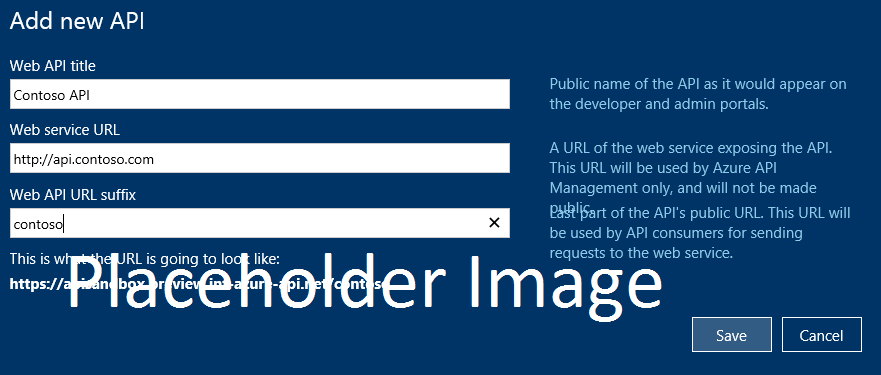 Add new API
Web API title
Contoso API
Public name of the API as it would appear on
the developer and admin portals.
Web service URL
http://api.contoso.com
A URL of the web service exposing the API.
This URL will be used by Azure API
Management only, and will not be made
public.
Web API URL suffix
contoso
Last part of the API's public URL. This URL will
be used by API consumers for sending
requests to the web service.
This is what the URL is going to look like:
Placeholder Image
Save
Cancel